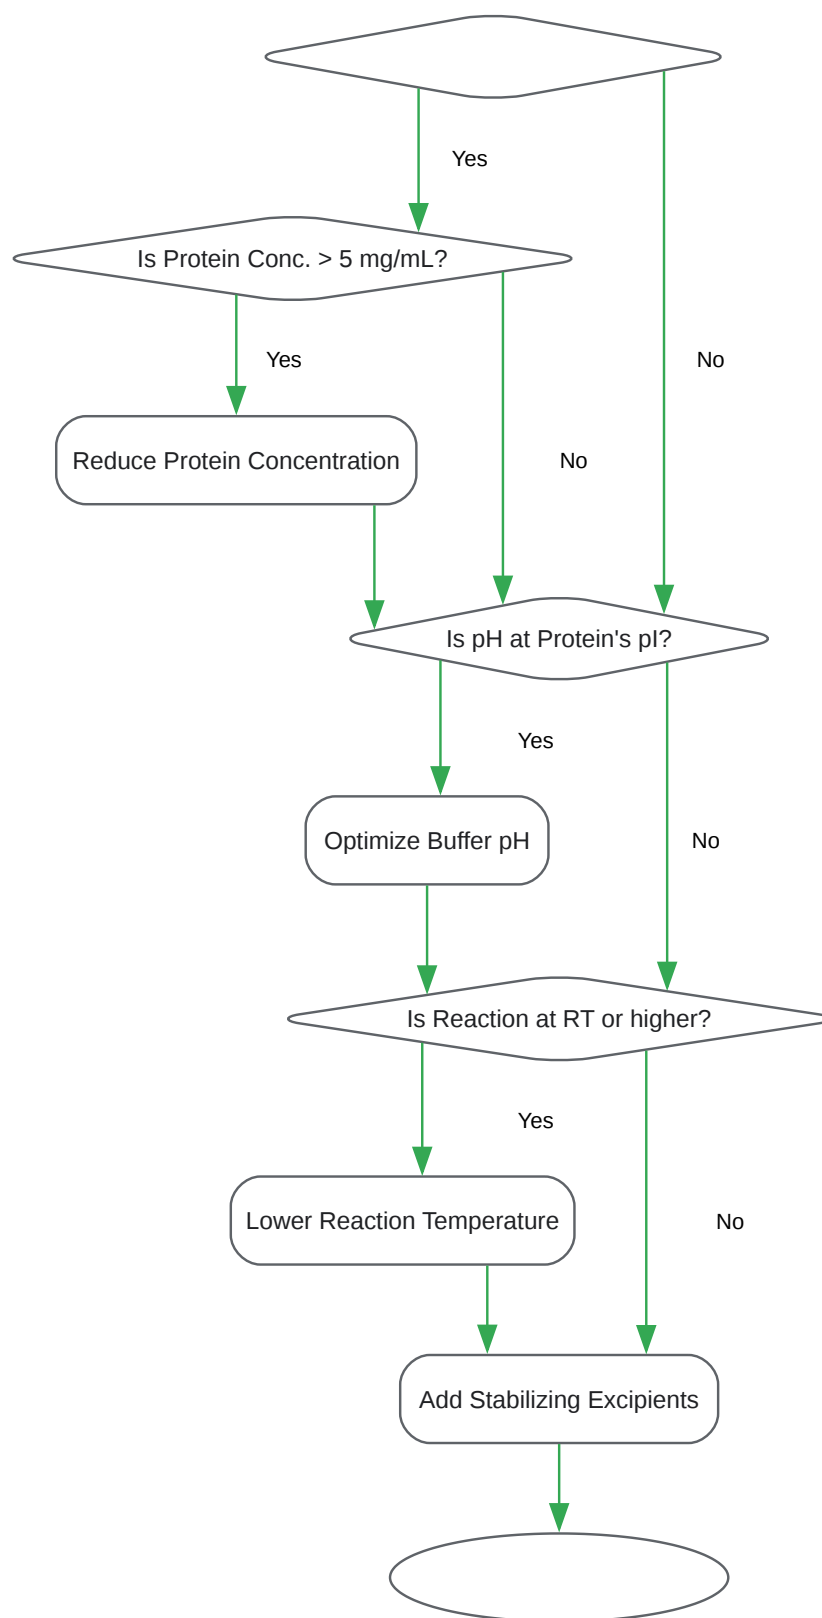 Yes
Is Protein Conc. > 5 mg/mL?
Yes
No
Reduce Protein Concentration
No
Is pH at Protein's pI?
Yes
Optimize Buffer pH
No
Is Reaction at RT or higher?
Yes
Lower Reaction Temperature
No
Add Stabilizing Excipients